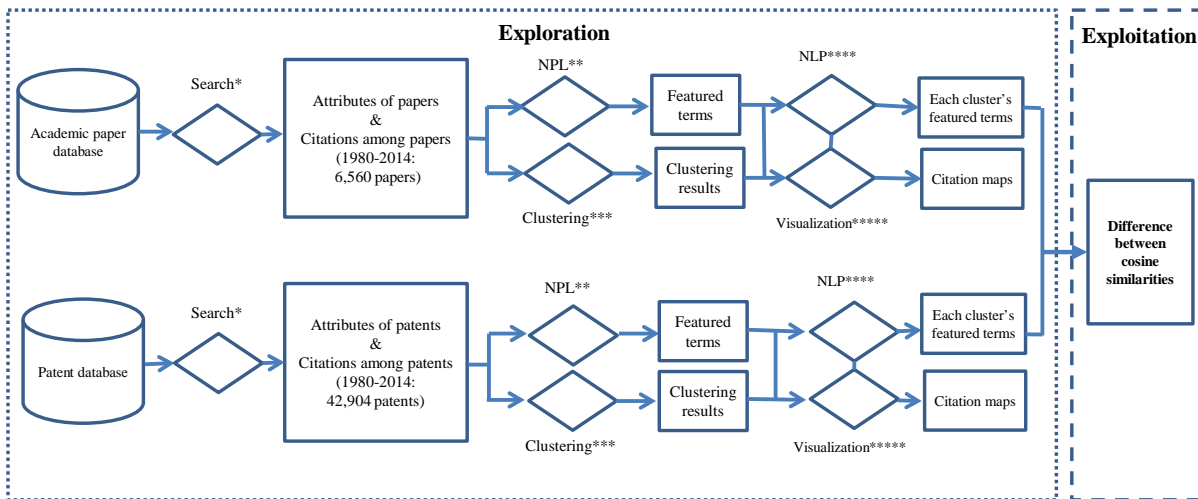 Exploration
Exploitation
Academic paper
database
Search*
Attributes of papers
&
Citations among papers
(1980-2014:
6,560 papers)
NPL**
Clustering***
Featured
terms
Clustering
results
NLP****
Visualization*****
Each cluster's
featured terms
Citation maps
Patent database
Search*
Attributes of patents
&
Citations among patents
(1980-2014:
42,904 patents)
NPL**
Clustering***
Featured
terms
Clustering
results
NLP****
Visualization*****
Each cluster's
featured terms
Citation maps
Difference
between
cosine
similarities